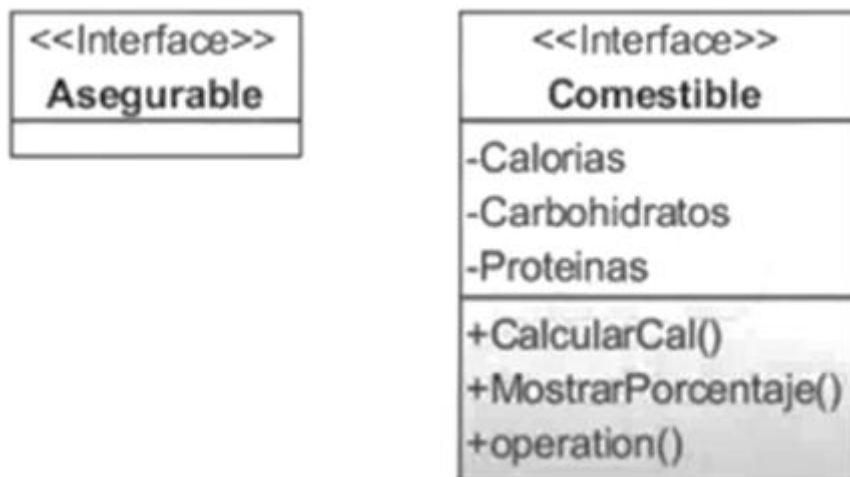 <<Interface>>
Asegurable
<<Interface>>
Comestible
-Calorias
-Carbohidratos
-Proteinas
+CalcularCal()
+MostrarPorcentaje()
+operation()